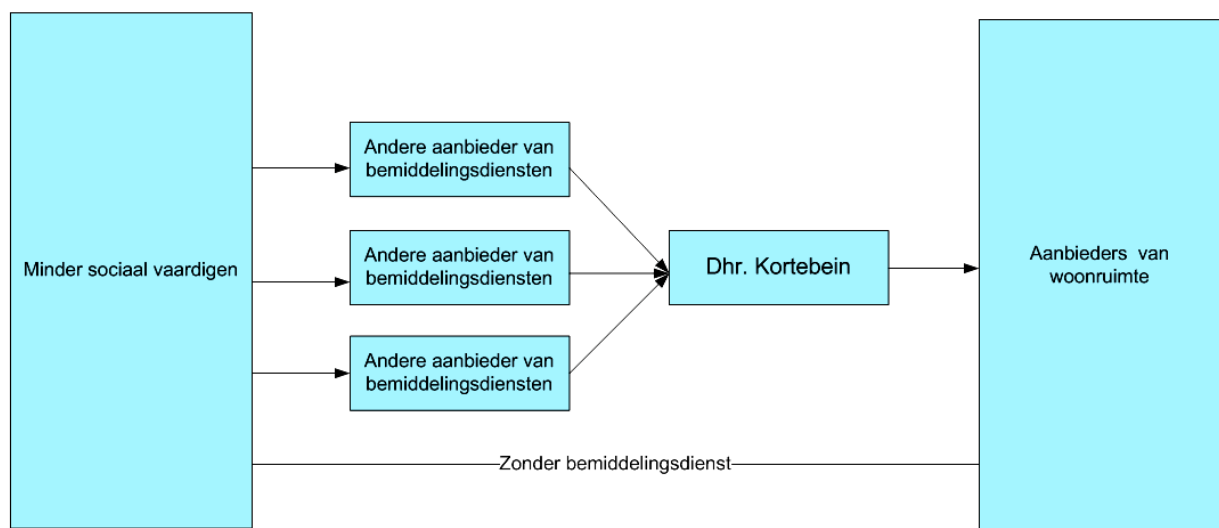 Minder sociaal vaardigen
Andere aanbieder van
bemiddelingsdiensten
Andere aanbieder van
bemiddelingsdiensten
Andere aanbieder van
bemiddelingsdiensten
Dhr. Kortebein
Aanbieders van
woonruimte
Zonder bemiddelingsdienst